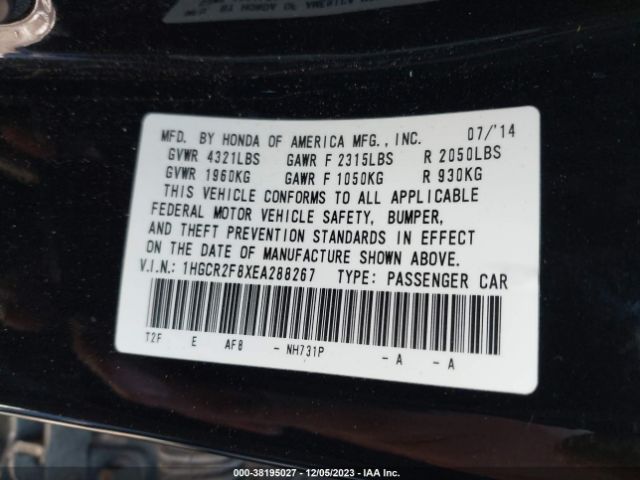 MFD. BY HONDA OF AMERICA MFG., INC. 07/'14
GVWR 4321LBS GAWR F 2315LBS R 2050LBS
GVWR 1960KG GAWR F 1050KG R 930KG
THIS VEHICLE CONFORMS TO ALL APPLICABLE
FEDERAL MOTOR VEHICLE SAFETY, BUMPER,
AND THEFT PREVENTION STANDARDS IN EFFECT
ON THE DATE OF MANUFACTURE SHOWN ABOVE.
V.I.N.: 1HGCR2F8XEA288267 TYPE: PASSENGER CAR
T2F E AF8 - NH731P - A - A
000-38195027 - 12/05/2023 - IAA Inc.